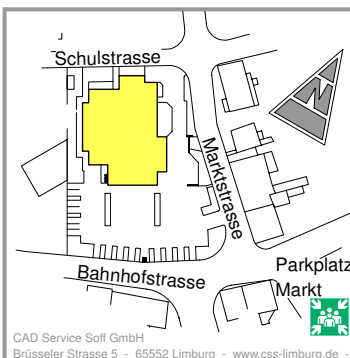 Schulstrasse
Marktstrasse
Bahnhofstrasse
Parkplatz
Markt
CAD Service Soff GmbH
Brüsseler Strasse 5 - 65552 Limburg - www.css-limburg.de -